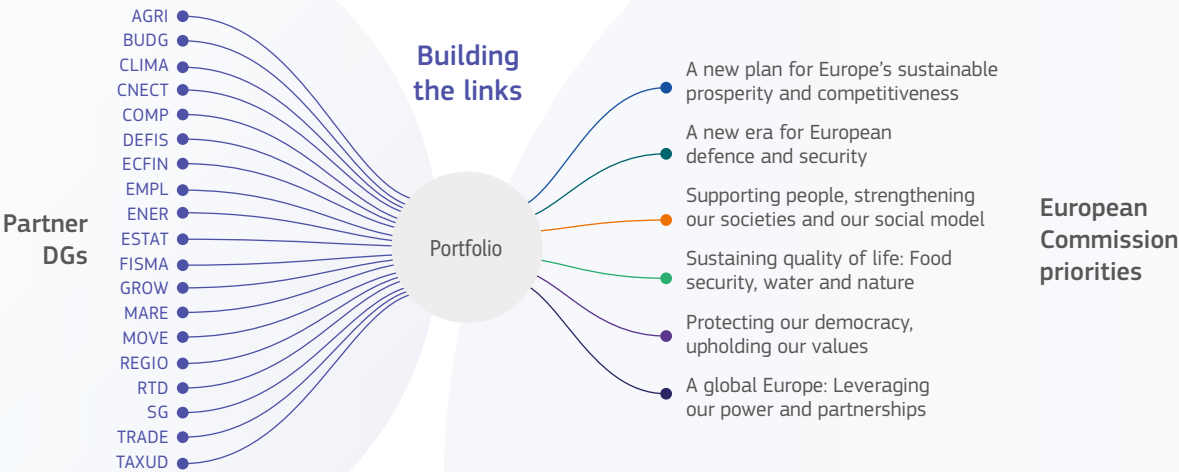 Partner
DGs
AGRI
BUDG
CLIMA
CNECT
COMP
DEFIS
ECFIN
EMPL
ENER
ESTAT
FISMA
GROW
MARE
MOVE
REGIO
RTD
SG
TRADE
TAXUD
Building
the links
Portfolio
A new plan for Europe’s sustainable
prosperity and competitiveness
A new era for European
defence and security
Supporting people, strengthening
our societies and our social model
Sustaining quality of life: Food
security, water and nature
Protecting our democracy,
upholding our values
A global Europe: Leveraging
our power and partnerships
European
Commission
priorities